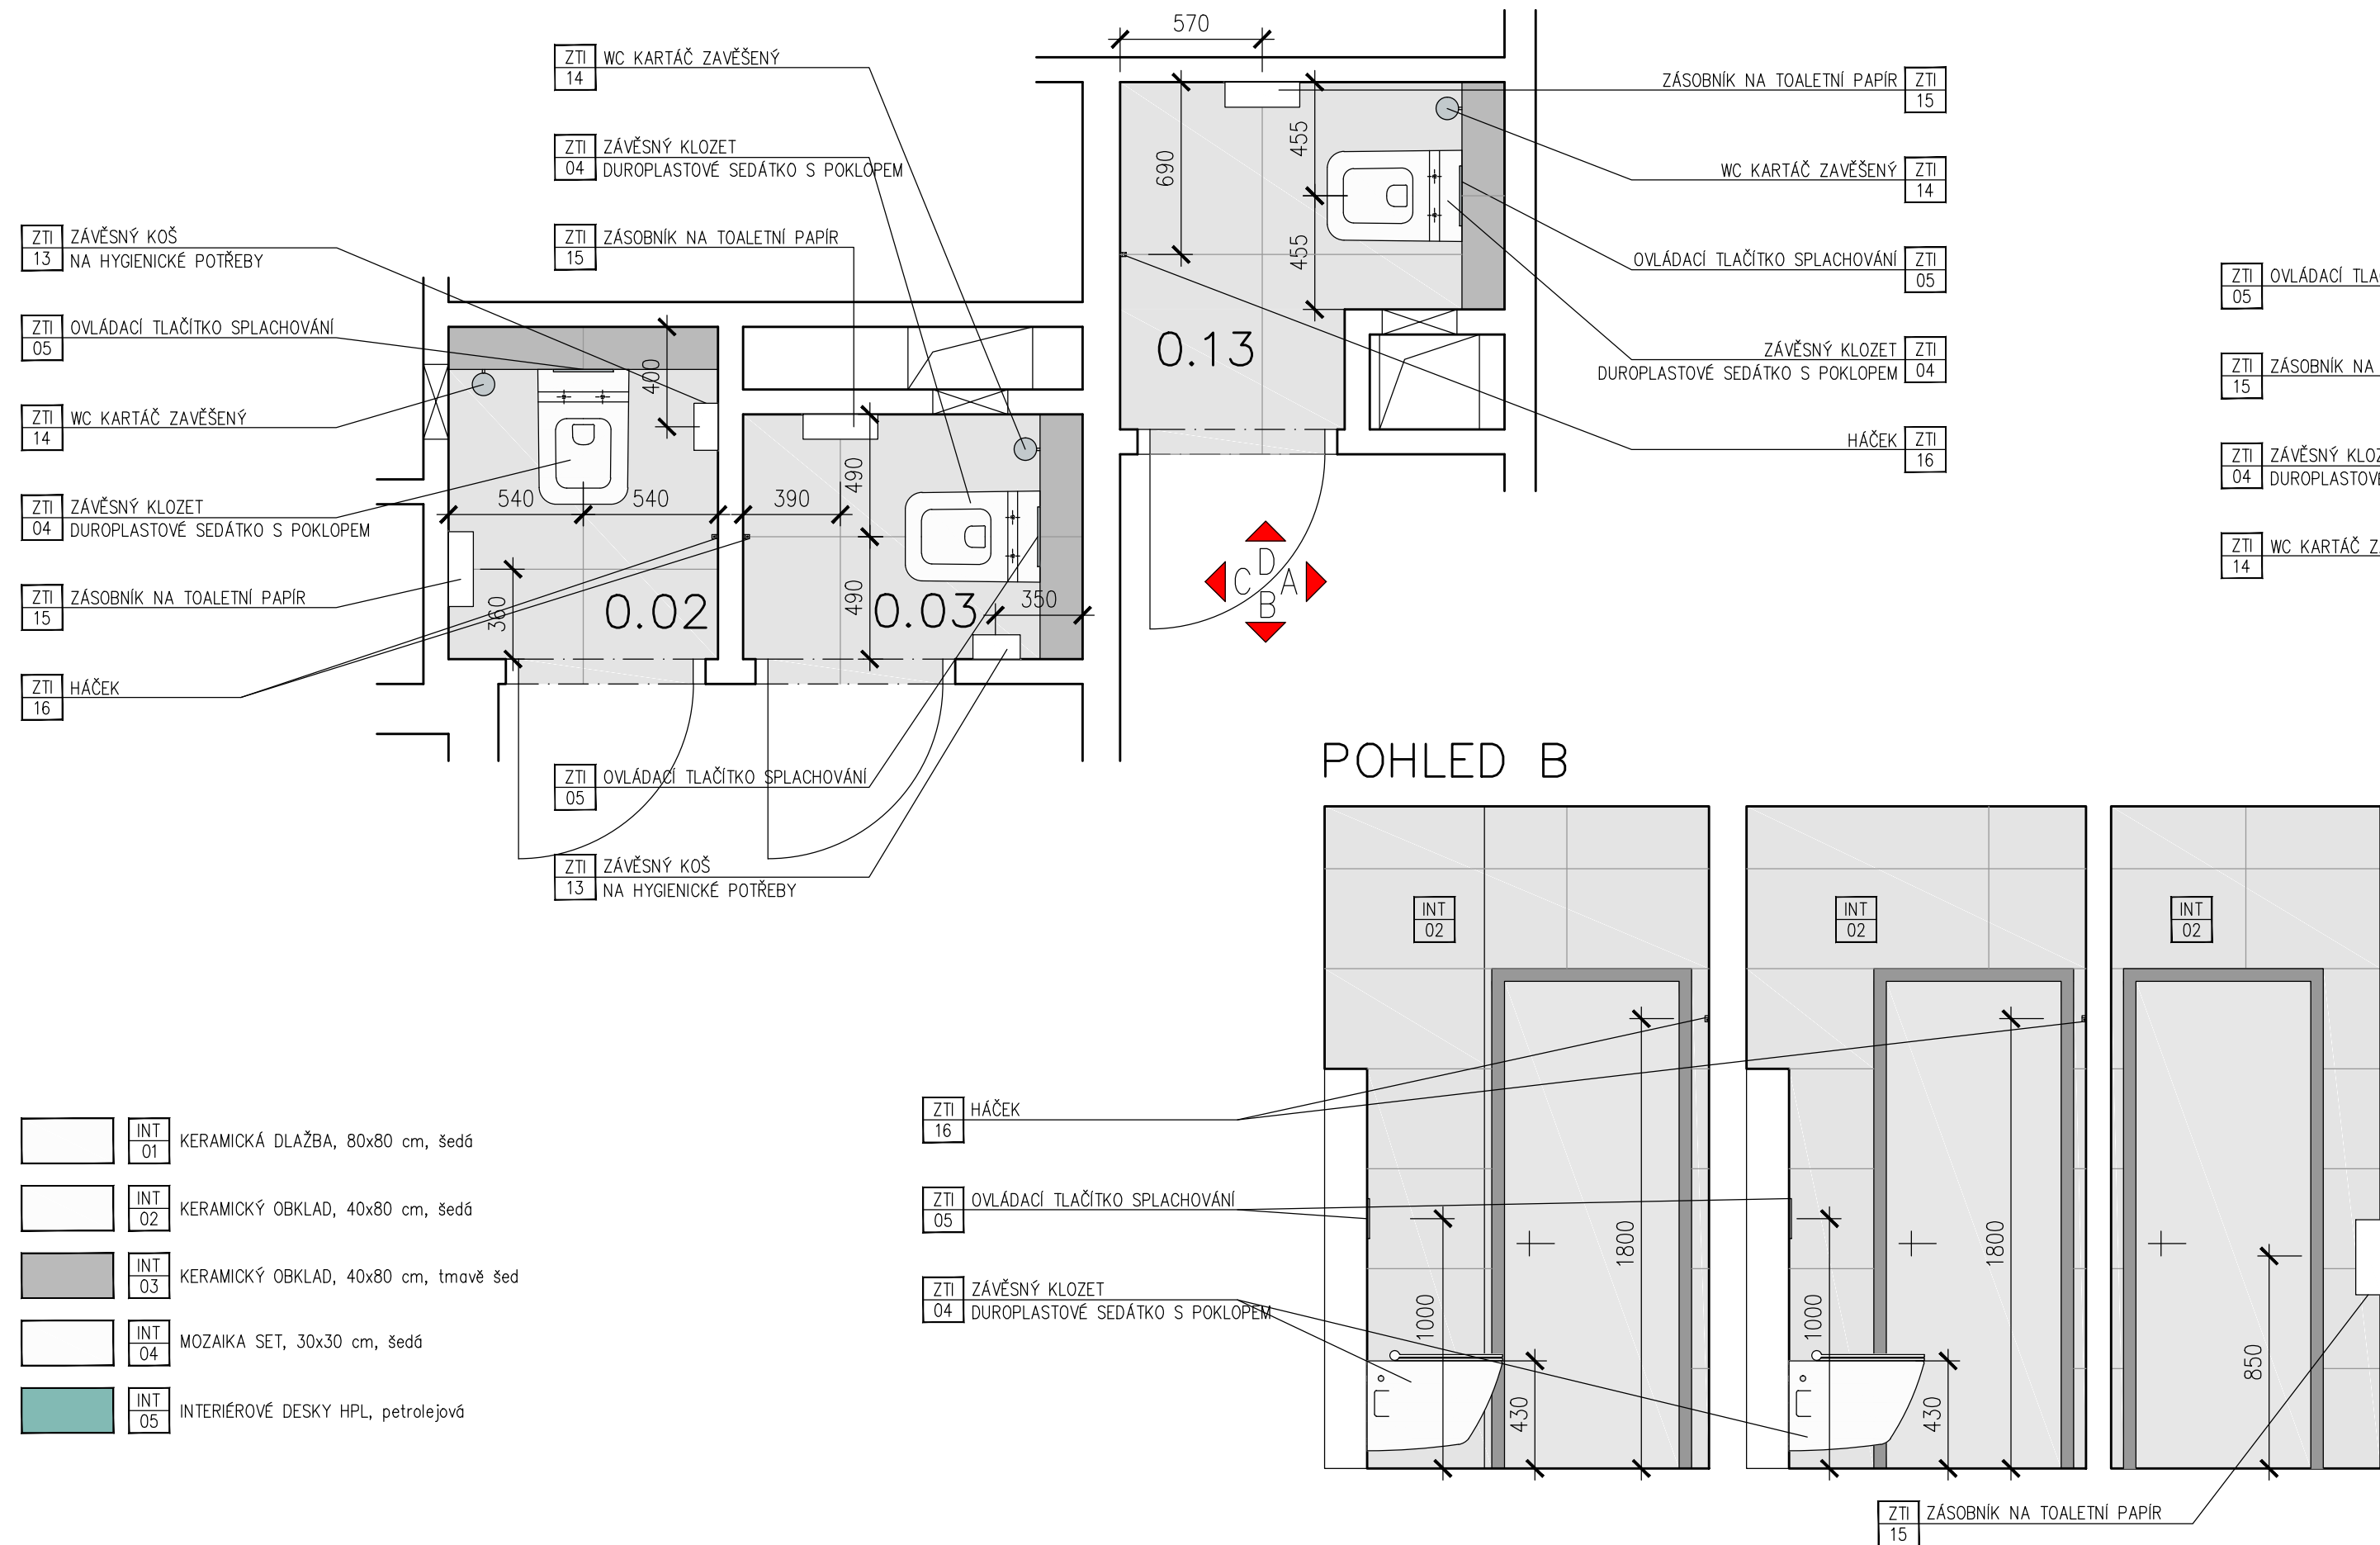 570
ZTI
14
WC KARTÁČ ZAVĚŠENÝ
ZTI
04
ZÁVĚSNÝ KLOZET
DUROPLASTOVÉ SEDÁTKO S POKLOPEM
ZTI
15
ZÁSOBNÍK NA TOALETNÍ PAPÍR
ZTI
13
ZÁVĚSNÝ KOŠ
NA HYGIENICKÉ POTŘEBY
ZTI
05
OVLÁDACÍ TLAČÍTKO SPLACHOVÁNÍ
ZTI
14
WC KARTÁČ ZAVĚŠENÝ
ZTI
04
ZÁVĚSNÝ KLOZET
DUROPLASTOVÉ SEDÁTKO S POKLOPEM
ZTI
15
ZÁSOBNÍK NA TOALETNÍ PAPÍR
ZTI
16
HÁČEK
400
540
540
360
0.02
390
490
490
0.03
350
ZTI
05
OVLÁDACÍ TLAČÍTKO SPLACHOVÁNÍ
ZTI
13
ZÁVĚSNÝ KOŠ
NA HYGIENICKÉ POTŘEBY
690
455
455
0.13
ZÁSOBNÍK NA TOALETNÍ PAPÍR
ZTI
15
WC KARTÁČ ZAVĚŠENÝ
ZTI
14
OVLÁDACÍ TLAČÍTKO SPLACHOVÁNÍ
ZTI
05
ZÁVĚSNÝ KLOZET
DUROPLASTOVÉ SEDÁTKO S POKLOPEM
ZTI
04
HÁČEK
ZTI
16
D
C A
B
ZTI
05
OVLÁDACÍ
ZTI
15
ZÁSOBNÍK NA
ZTI
04
ZÁVĚSNÝ
ZTI
14
WC KARTÁČ
POHLED B
INT
02
INT
02
INT
02
ZTI
16
HÁČEK
ZTI
05
OVLÁDACÍ TLAČÍTKO SPLACHOVÁNÍ
ZTI
04
ZÁVĚSNÝ KLOZET
DUROPLASTOVÉ SEDÁTKO S POKLOPEM
1000
430
1800
1000
430
1800
850
ZTI
15
ZÁSOBNÍK NA TOALETNÍ PAPÍR
INT
01
KERAMICKÁ DLAŽBA, 80x80 cm, šedá
INT
02
KERAMICKÝ OBKLAD, 40x80 cm, šedá
INT
03
KERAMICKÝ OBKLAD, 40x80 cm, tmavě šed
INT
04
MOZAIKA SET, 30x30 cm, šedá
INT
05
INTERIÉROVÉ DESKY HPL, petrolejová